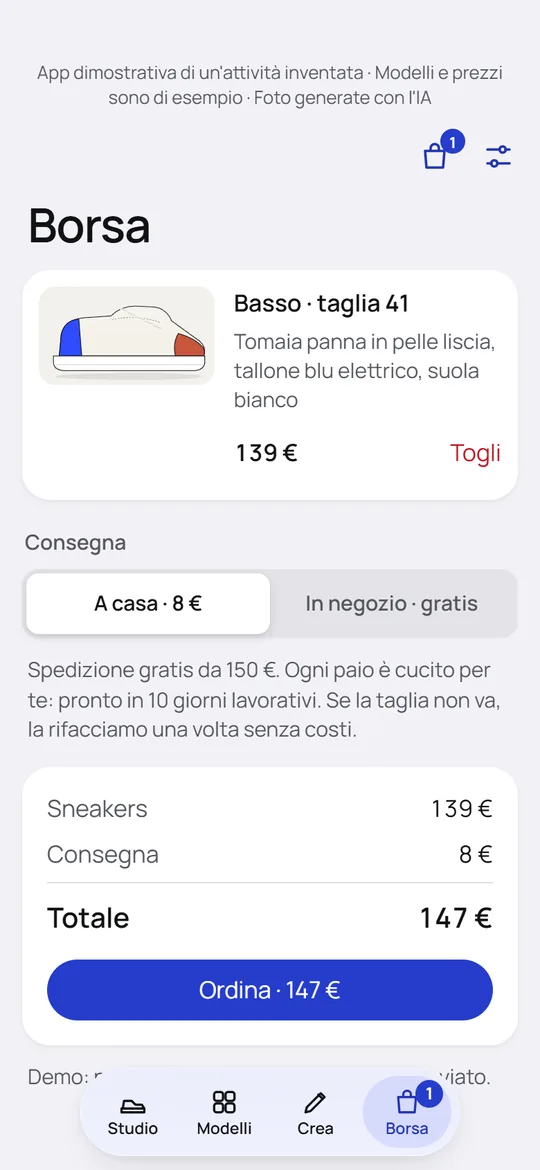 App dimostrativa di un'attività inventata · Modelli e prezzi
sono di esempio · Foto generate con l'IA
1
Borsa
Basso · taglia 41
Tomaia panna in pelle liscia,
tallone blu elettrico, suola
bianco
139 €
Togli
Consegna
A casa · 8 €
In negozio · gratis
Spedizione gratis da 150 €. Ogni paio è cucito per
te: pronto in 10 giorni lavorativi. Se la taglia non va,
la rifacciamo una volta senza costi.
Sneakers
139 €
Consegna
8 €
Totale
147 €
Ordina · 147 €
Demo:
1
Studio
Modelli
Crea
Borsa